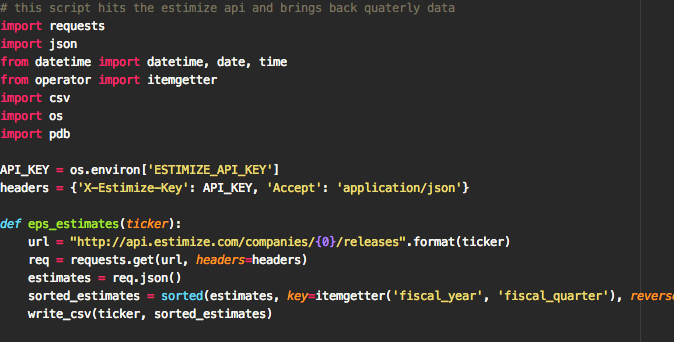 # this script hits the estimize api and brings back quaterly data
import requests
import json
from datetime import datetime, date, time
from operator import itemgetter
import csv
import os
import pdb
API_KEY = os.environ['ESTIMIZE_API_KEY']
headers = {'X-Estimize-Key': API_KEY, 'Accept': 'application/json'}
def eps_estimates(ticker):
url = "http://api.estimize.com/companies/{0}/releases".format(ticker)
req = requests.get(url, headers=headers)
estimates = req.json()
sorted_estimates = sorted(estimates, key=itemgetter('fiscal_year', 'fiscal_quarter'), reverse
write_csv(ticker, sorted_estimates)